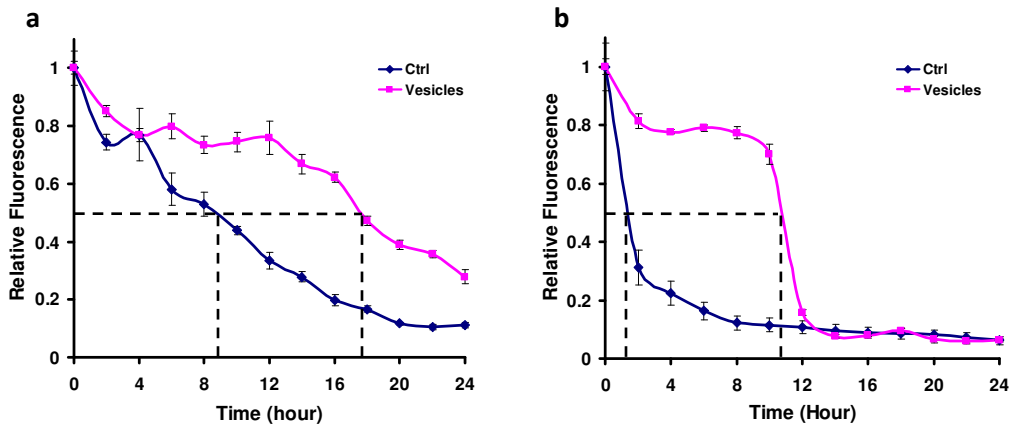 a
1
0.8
0.6
0.4
0.2
0
0 4 8 12 16 20 24
Relative Fluorescence
Time (hour)
Ctrl
Vesicles
b
1
0.8
0.6
0.4
0.2
0
0 4 8 12 16 20 24
Relative Fluorescence
Time (Hour)
Ctrl
Vesicles